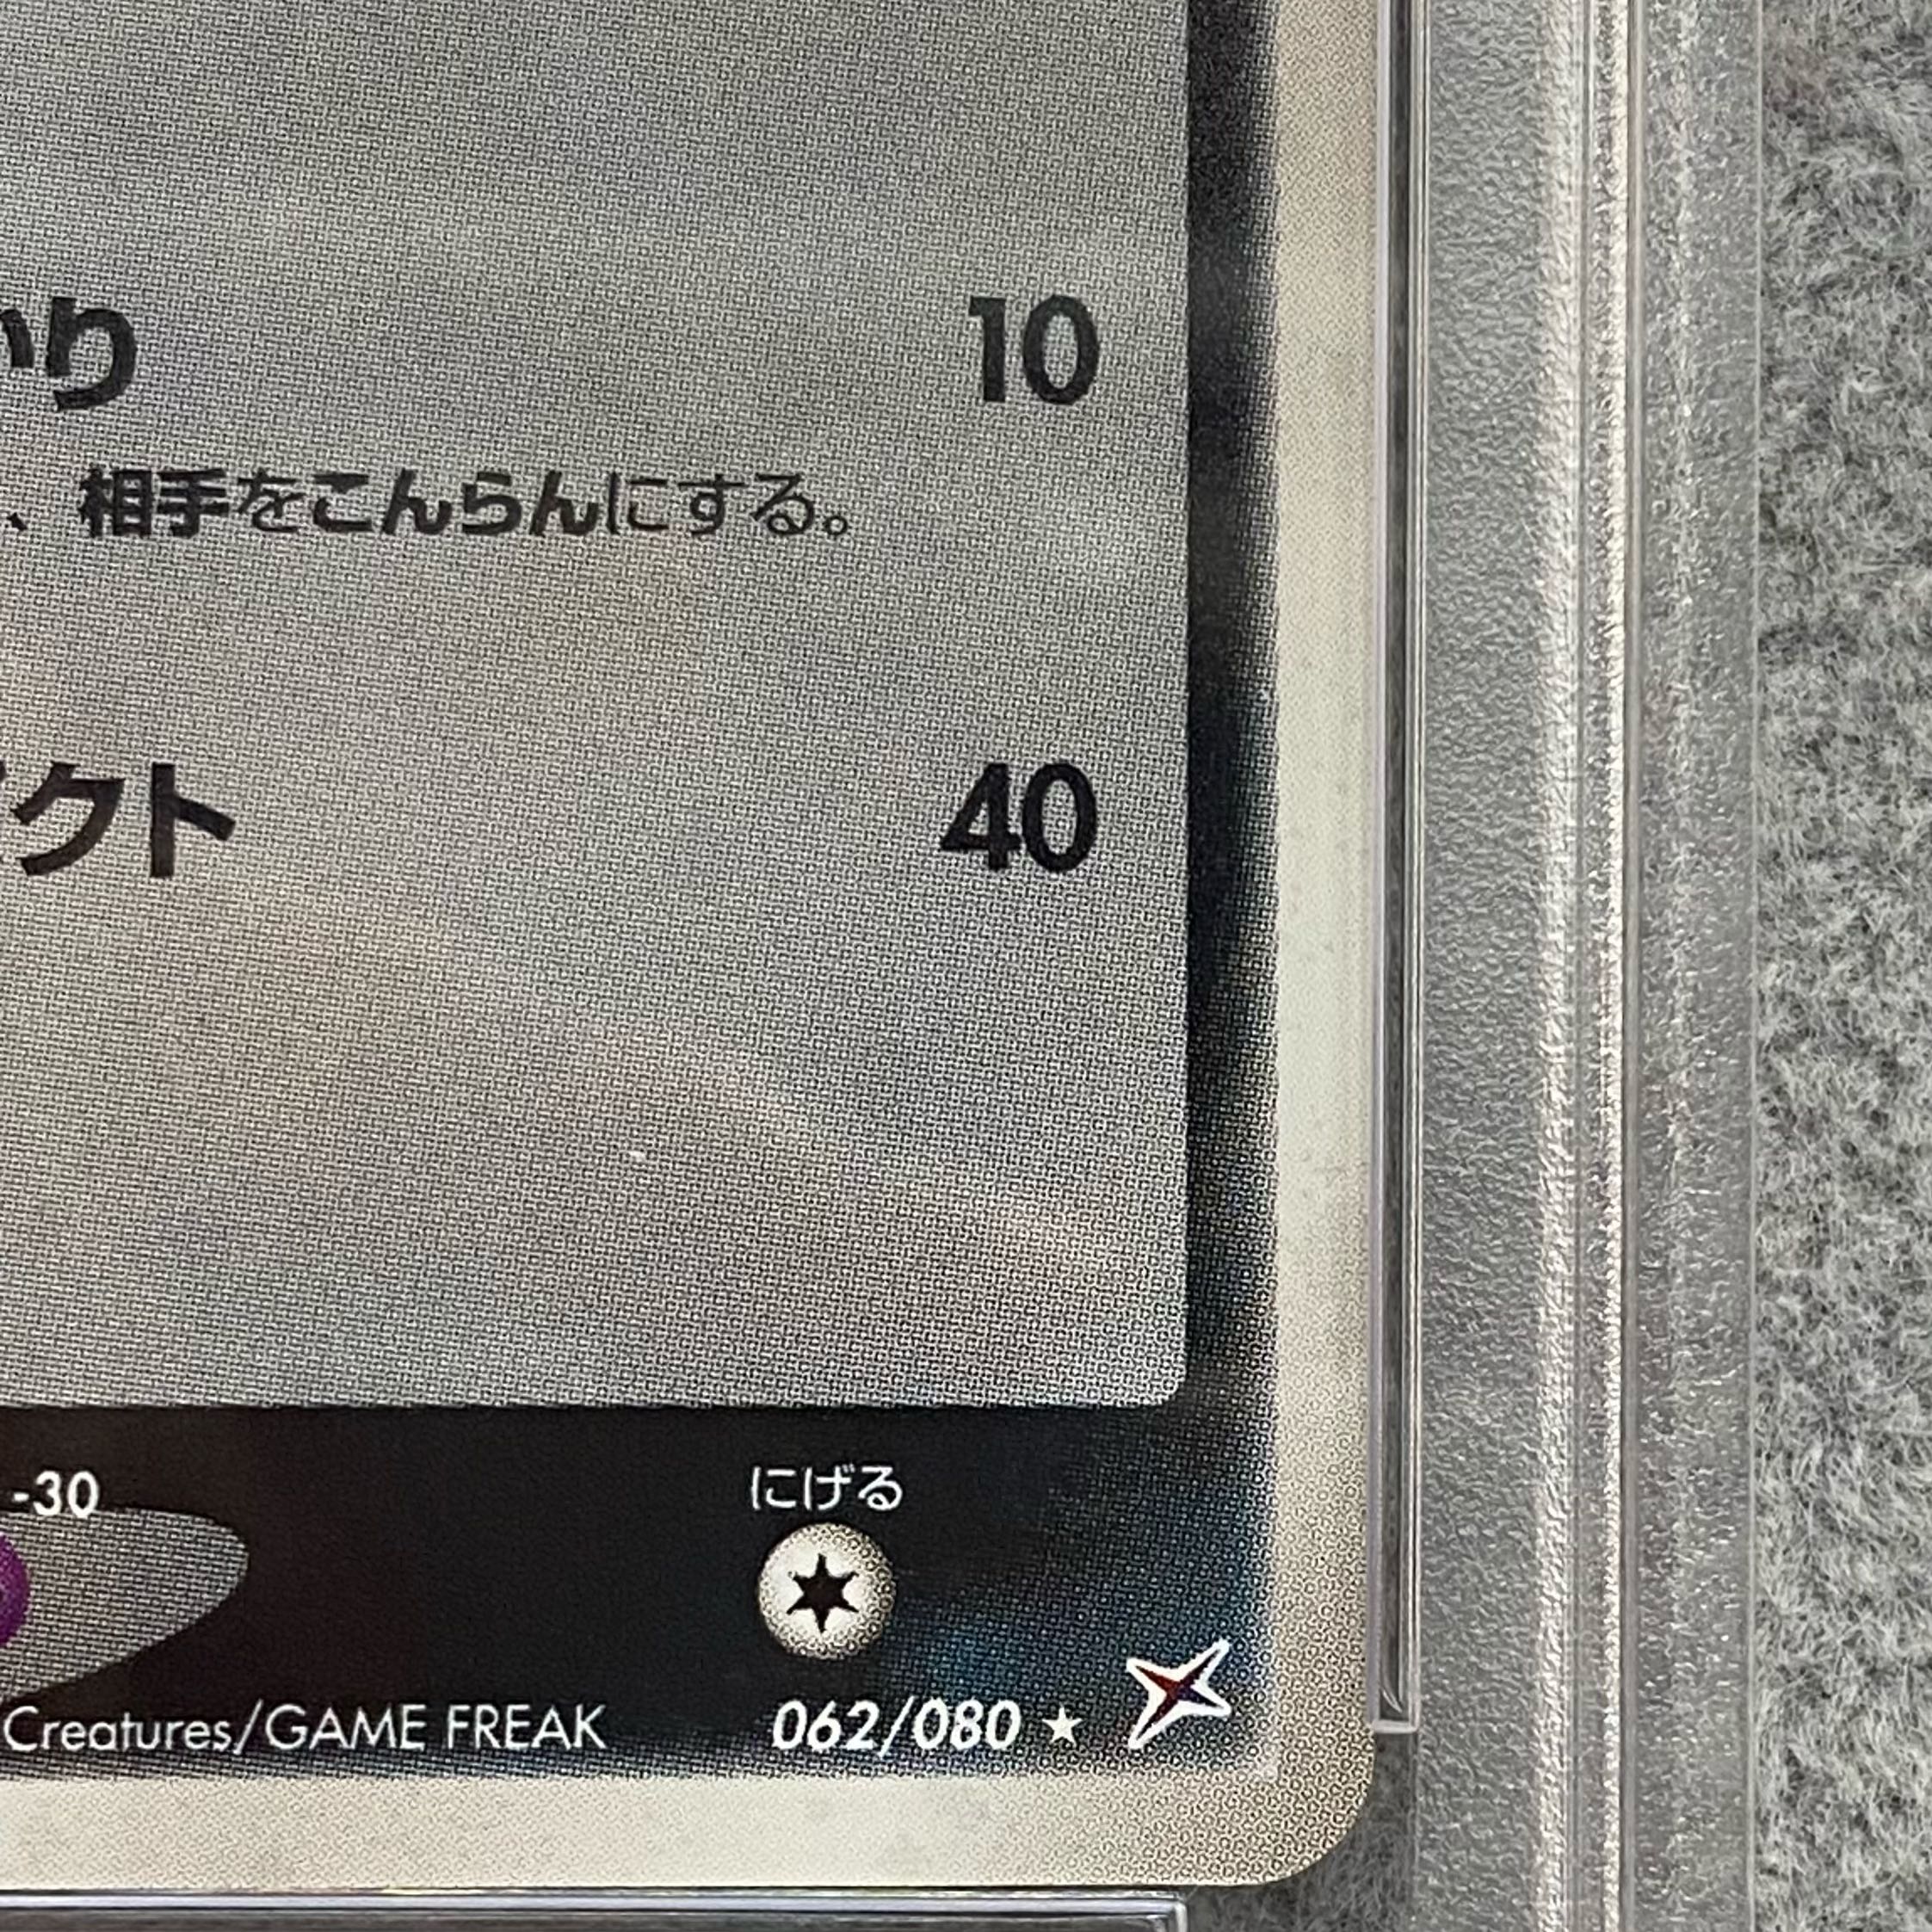 り 10
、相手をこんらんにする。
クト 40
-30
にげる
Creatures/GAME FREAK 062/080 ★